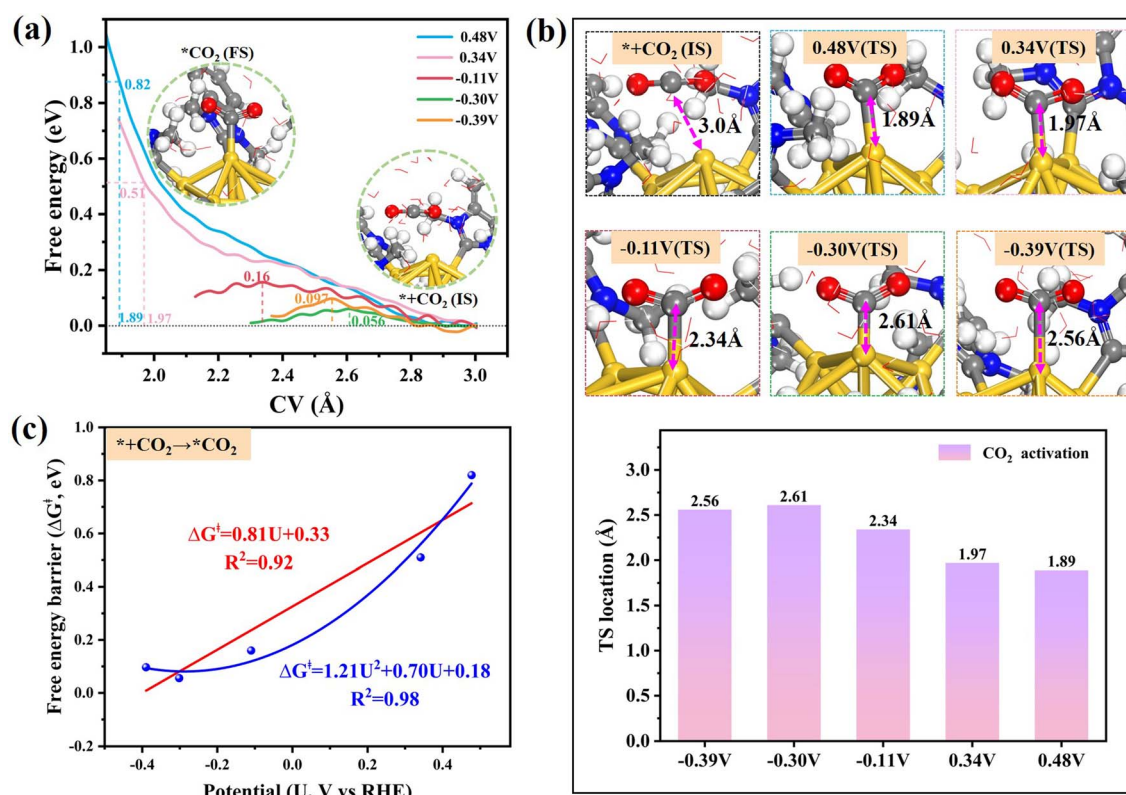 (a)
Free energy (eV)
1.0
0.8
0.6
0.4
0.2
0.0
2.0
2.2
2.4
2.6
2.8
3.0
CV (Å)
*CO₂ (FS)
*+CO₂ (IS)
0.48V
0.34V
-0.11V
-0.30V
-0.39V
0.82
0.51
0.16
0.097
0.056
1.89
1.97
(b)
*+CO₂ (IS)
3.0Å
0.48V(TS)
1.89Å
0.34V(TS)
1.97Å
-0.11V(TS)
2.34Å
-0.30V(TS)
2.61Å
-0.39V(TS)
2.56Å
TS location (Å)
3.0
2.5
2.0
1.5
1.0
0.5
0.0
CO₂ activation
2.56
2.61
2.34
1.97
1.89
-0.39V
-0.30V
-0.11V
0.34V
0.48V
(c)
*+CO₂→*CO₂
Free energy barrier (ΔG‡, eV)
1.0
0.8
0.6
0.4
0.2
0.0
-0.2
ΔG‡=0.81U+0.33
R²=0.92
ΔG‡=1.21U²+0.70U+0.18
R²=0.98
-0.4
-0.2
0.0
0.2
0.4
Potential (U, V vs RHE)